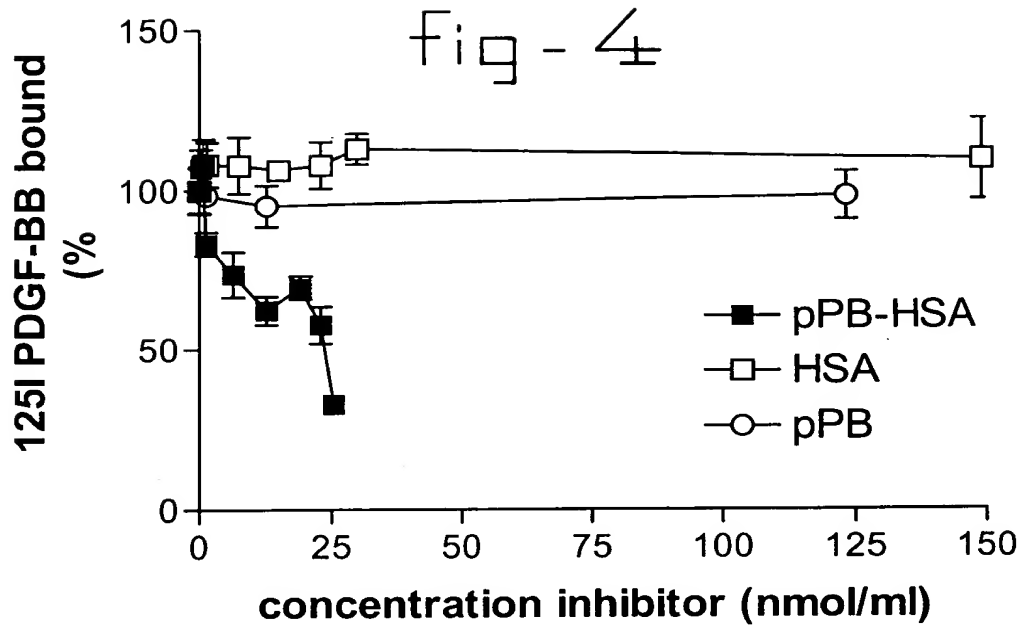 Fig - 4
150
100
50
0
125I PDGF-BB bound
(%
pPB-HSA
HSA
pPB
0 25 50 75 100 125 150
concentration inhibitor (nmol/ml)